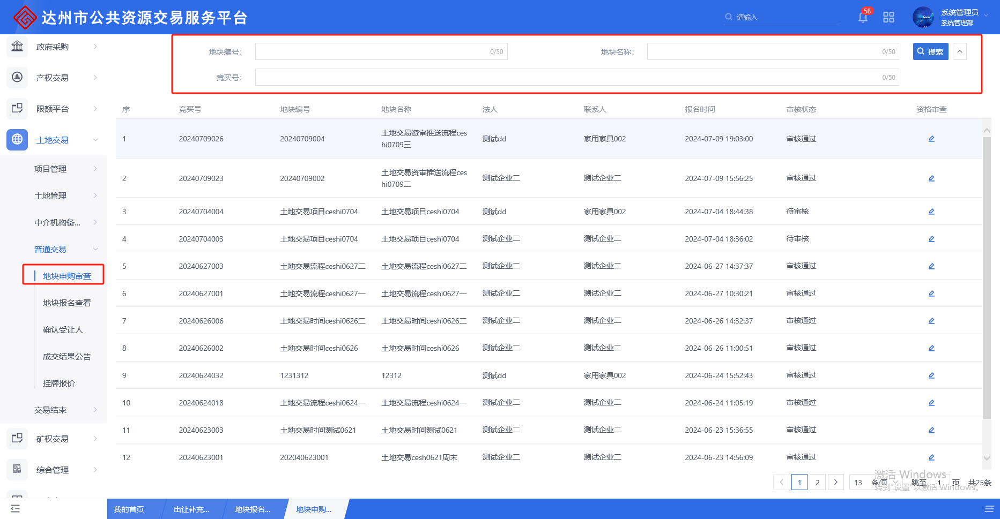 达州市公共资源交易服务平台
请输入
58
系统管理员
系统管理部
政府采购
产权交易
限额平台
土地交易
项目管理
土地管理
中介机构备...
普通交易
地块申购审查
地块报名查看
确认受让人
成交结果公告
挂牌报价
交易结束
矿权交易
综合管理
地块编号: 0/50 地块名称: 0/50 搜索
竞买号: 0/50
序 竞买号 地块编号 地块名称 法人 联系人 报名时间 审核状态 资格审查
1 20240709026 20240709004 土地交易资审推送流程ces 测试dd 家用家具002 2024-07-09 19:03:00 审核通过
hi0709三
2 20240709023 20240709002 土地交易资审推送流程ces 测试企业二 测试企业二 2024-07-09 15:56:25 审核通过
hi0709二
3 20240704004 土地交易项目ceshi0704 土地交易项目ceshi0704 测试dd 家用家具002 2024-07-04 18:44:38 待审核
4 20240704003 土地交易项目ceshi0704 土地交易项目ceshi0704 测试企业二 测试企业二 2024-07-04 18:36:02 待审核
5 20240627003 土地交易流程ceshi0627二 土地交易流程ceshi0627二 测试企业二 测试企业二 2024-06-27 14:37:37 审核通过
6 20240627001 土地交易流程ceshi0627一 土地交易流程ceshi0627一 测试企业二 测试企业二 2024-06-27 10:30:21 审核通过
7 20240626006 土地交易时间ceshi0626二 土地交易时间ceshi0626二 测试企业二 测试企业二 2024-06-26 14:32:37 审核通过
8 20240626002 土地交易时间ceshi0626 土地交易时间ceshi0626 测试企业二 测试企业二 2024-06-26 11:00:51 审核通过
9 20240624032 1231312 12312 测试dd 家用家具002 2024-06-24 15:52:43 审核通过
10 20240624018 土地交易流程ceshi0624一 土地交易流程ceshi0624一 测试企业二 测试企业二 2024-06-24 11:05:19 审核通过
11 20240623003 土地交易时间测试0621 土地交易时间测试0621 测试企业二 测试企业二 2024-06-23 15:36:55 审核通过
12 20240623001 202040623001 土地交易cesh0621周末 测试企业二 测试企业二 2024-06-23 14:56:09 审核通过
1 2 13 条/页 跳至 1 页 共25条
激活 Windows
转到"设置"以激活 Windows。
我的首页 出让补充... 地块报名... 地块申购...